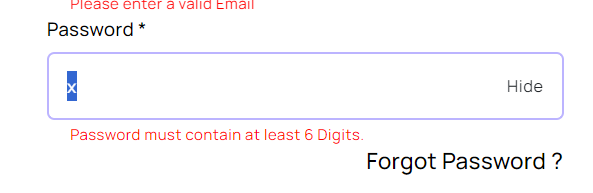 Please enter a valid Email
Password *
x
Hide
Password must contain at least 6 Digits.
Forgot Password ?